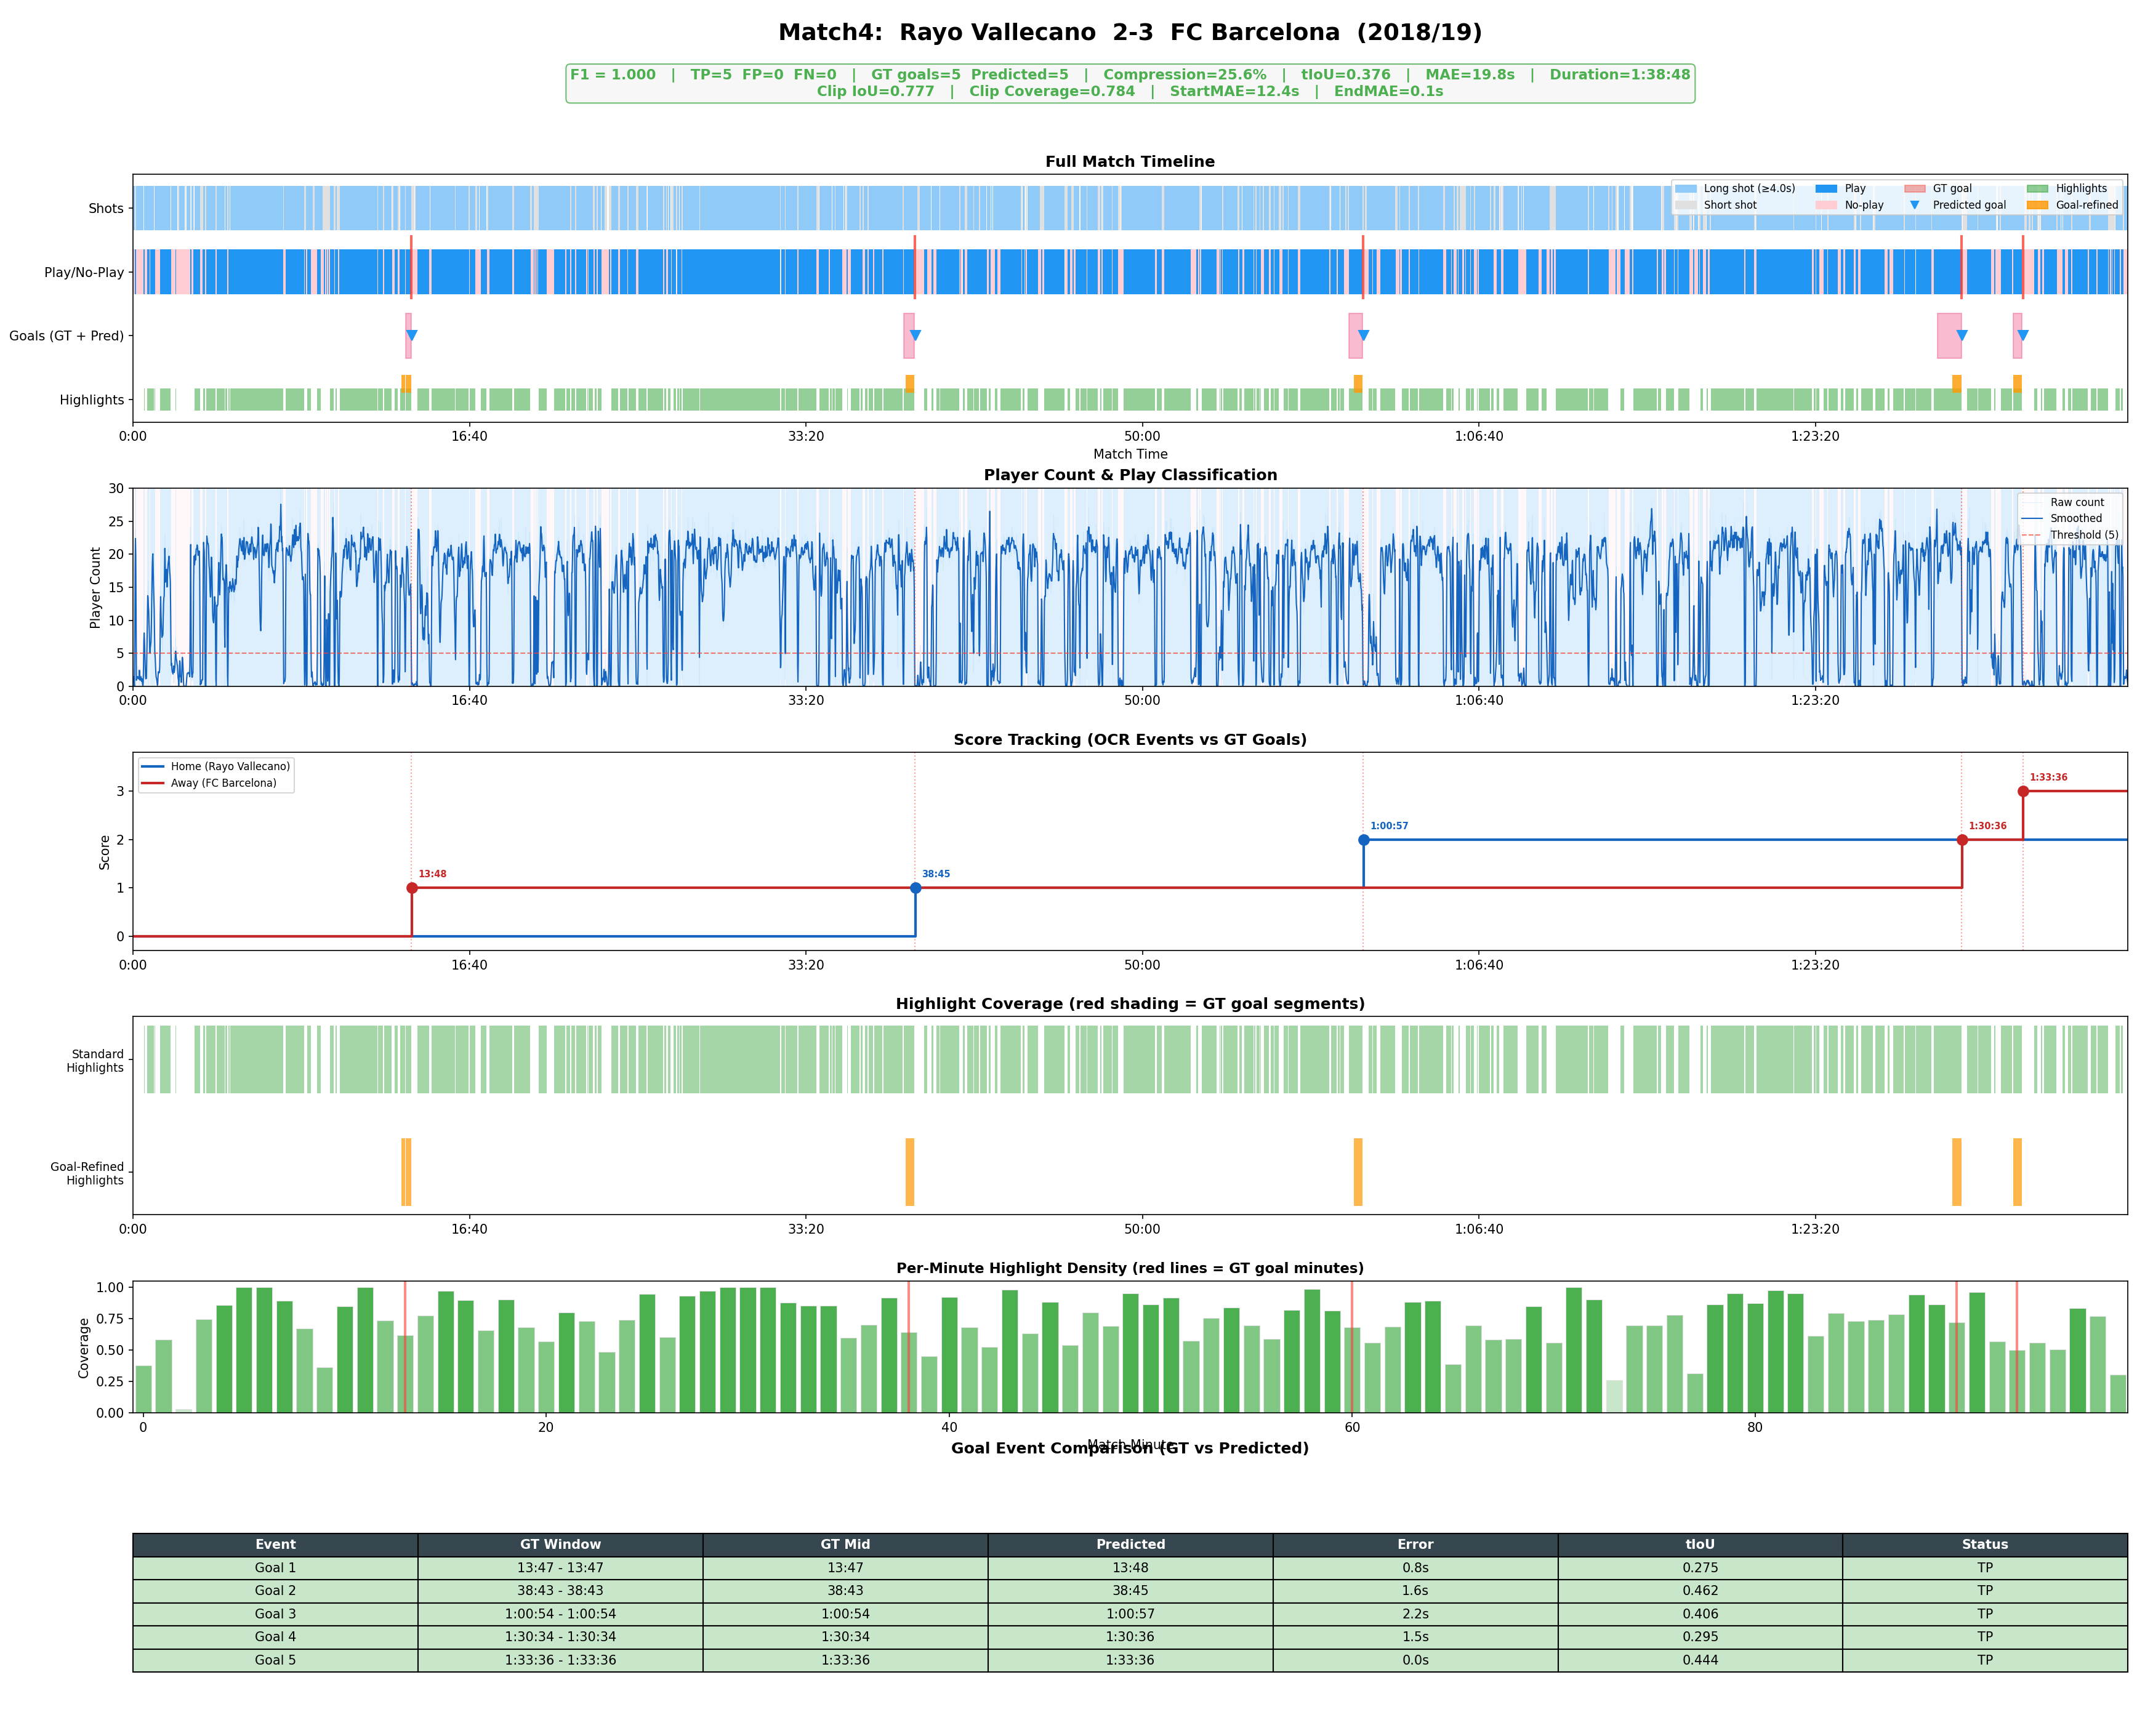 Match4:  Rayo Vallecano  2-3  FC Barcelona  (2018/19)
F1 = 1.000   |   TP=5  FP=0  FN=0   |   GT goals=5  Predicted=5   |   Compression=25.6%   |   tIoU=0.376   |   MAE=19.8s   |   Duration=1:38:48
Clip IoU=0.777   |   Clip Coverage=0.784   |   StartMAE=12.4s   |   EndMAE=0.1s
Full Match Timeline
Long shot (≥4.0s)  Play  GT goal  Highlights
Short shot  No-play  Predicted goal  Goal-refined
Shots
Play/No-Play
Goals (GT + Pred)
Highlights
0:00  16:40  33:20  50:00  1:06:40  1:23:20
Match Time
Player Count & Play Classification
Raw count
Smoothed
Threshold (5)
Player Count
30
25
20
15
10
5
0
0:00  16:40  33:20  50:00  1:06:40  1:23:20
Score Tracking (OCR Events vs GT Goals)
Home (Rayo Vallecano)
Away (FC Barcelona)
Score
3
2
1
0
13:48
38:45
1:00:57
1:30:36
1:33:36
0:00  16:40  33:20  50:00  1:06:40  1:23:20
Highlight Coverage (red shading = GT goal segments)
Standard
Highlights
Goal-Refined
Highlights
0:00  16:40  33:20  50:00  1:06:40  1:23:20
Per-Minute Highlight Density (red lines = GT goal minutes)
Coverage
1.00
0.75
0.50
0.25
0.00
0  20  40  60  80
Match Minute
Goal Event Comparison (GT vs Predicted)
Event  GT Window  GT Mid  Predicted  Error  tIoU  Status
Goal 1  13:47 - 13:47  13:47  13:48  0.8s  0.275  TP
Goal 2  38:43 - 38:43  38:43  38:45  1.6s  0.462  TP
Goal 3  1:00:54 - 1:00:54  1:00:54  1:00:57  2.2s  0.406  TP
Goal 4  1:30:34 - 1:30:34  1:30:34  1:30:36  1.5s  0.295  TP
Goal 5  1:33:36 - 1:33:36  1:33:36  1:33:36  0.0s  0.444  TP